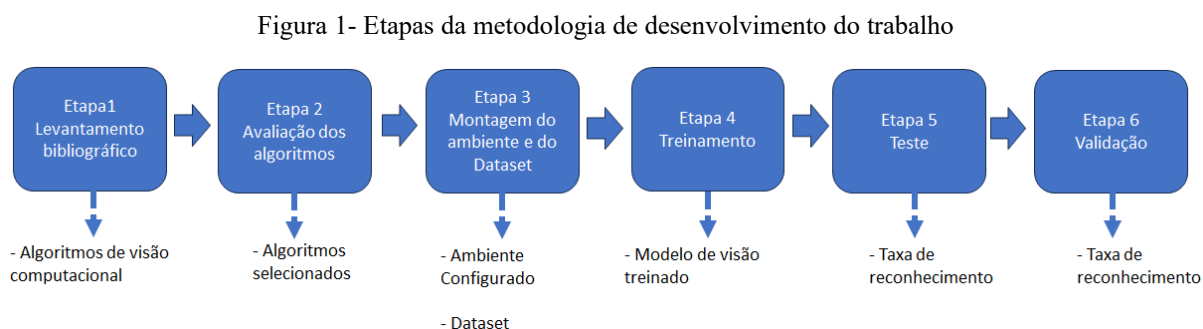 Figura 1- Etapas da metodologia de desenvolvimento do trabalho
Etapa1
Levantamento
bibliográfico
Etapa 2
Avaliação dos
algoritmos
Etapa 3
Montagem do
ambiente e do
Dataset
Etapa 4
Treinamento
Etapa 5
Teste
Etapa 6
Validação
- Algoritmos de visão
computacional
- Algoritmos
selecionados
- Ambiente
Configurado
- Dataset
- Modelo de visão
treinado
- Taxa de
reconhecimento
- Taxa de
reconhecimento